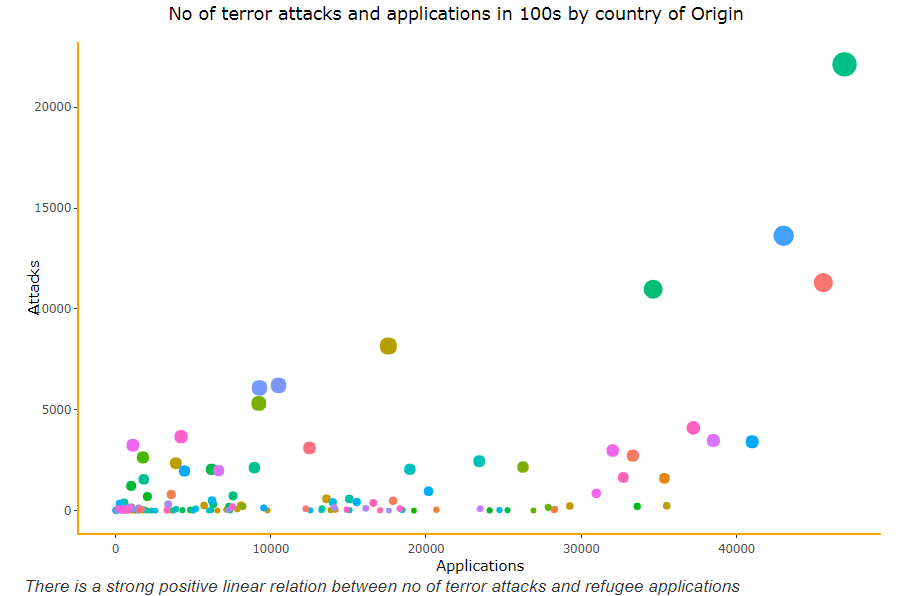 No of terror attacks and applications in 100s by country of Origin
20000
15000
Attacks
10000
5000
0
0
10000
20000
30000
40000
Applications
There is a strong positive linear relation between no of terror attacks and refugee applications